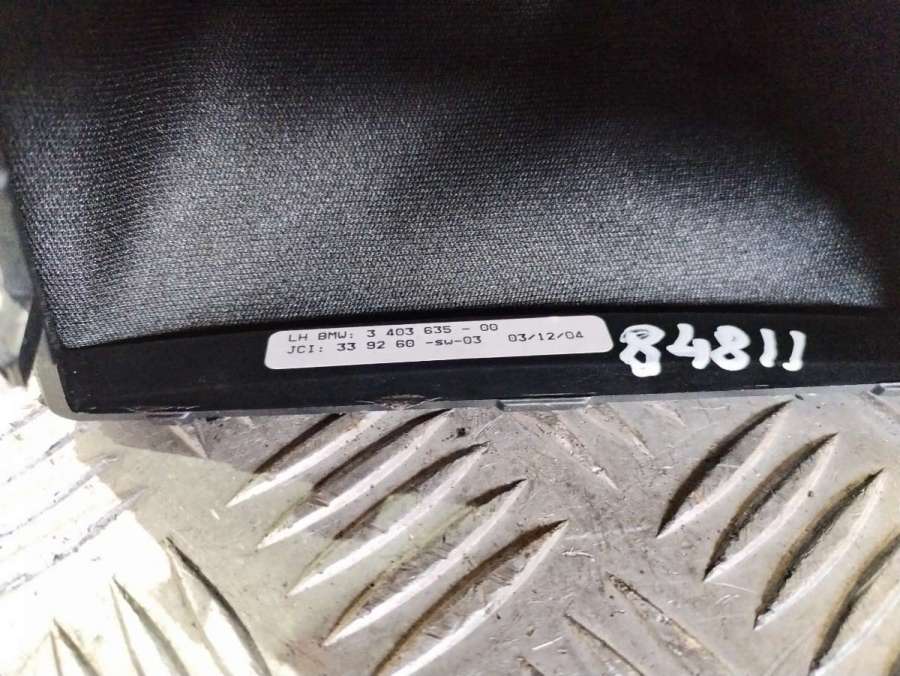 LH BMW: 3 403 635 - 00
JCI: 33 92 60 -sw-03 03/12/04
84811